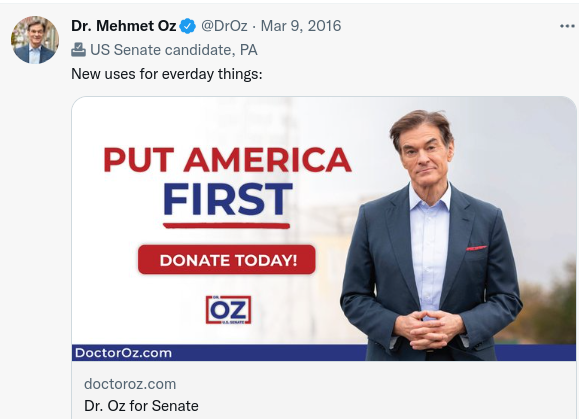 Dr. Mehmet Oz @DrOz · Mar 9, 2016
US Senate candidate, PA
New uses for everday things:
PUT AMERICA
FIRST
DONATE TODAY!
DR.
OZ
U.S. SENATE
DoctorOz.com
doctoroz.com
Dr. Oz for Senate